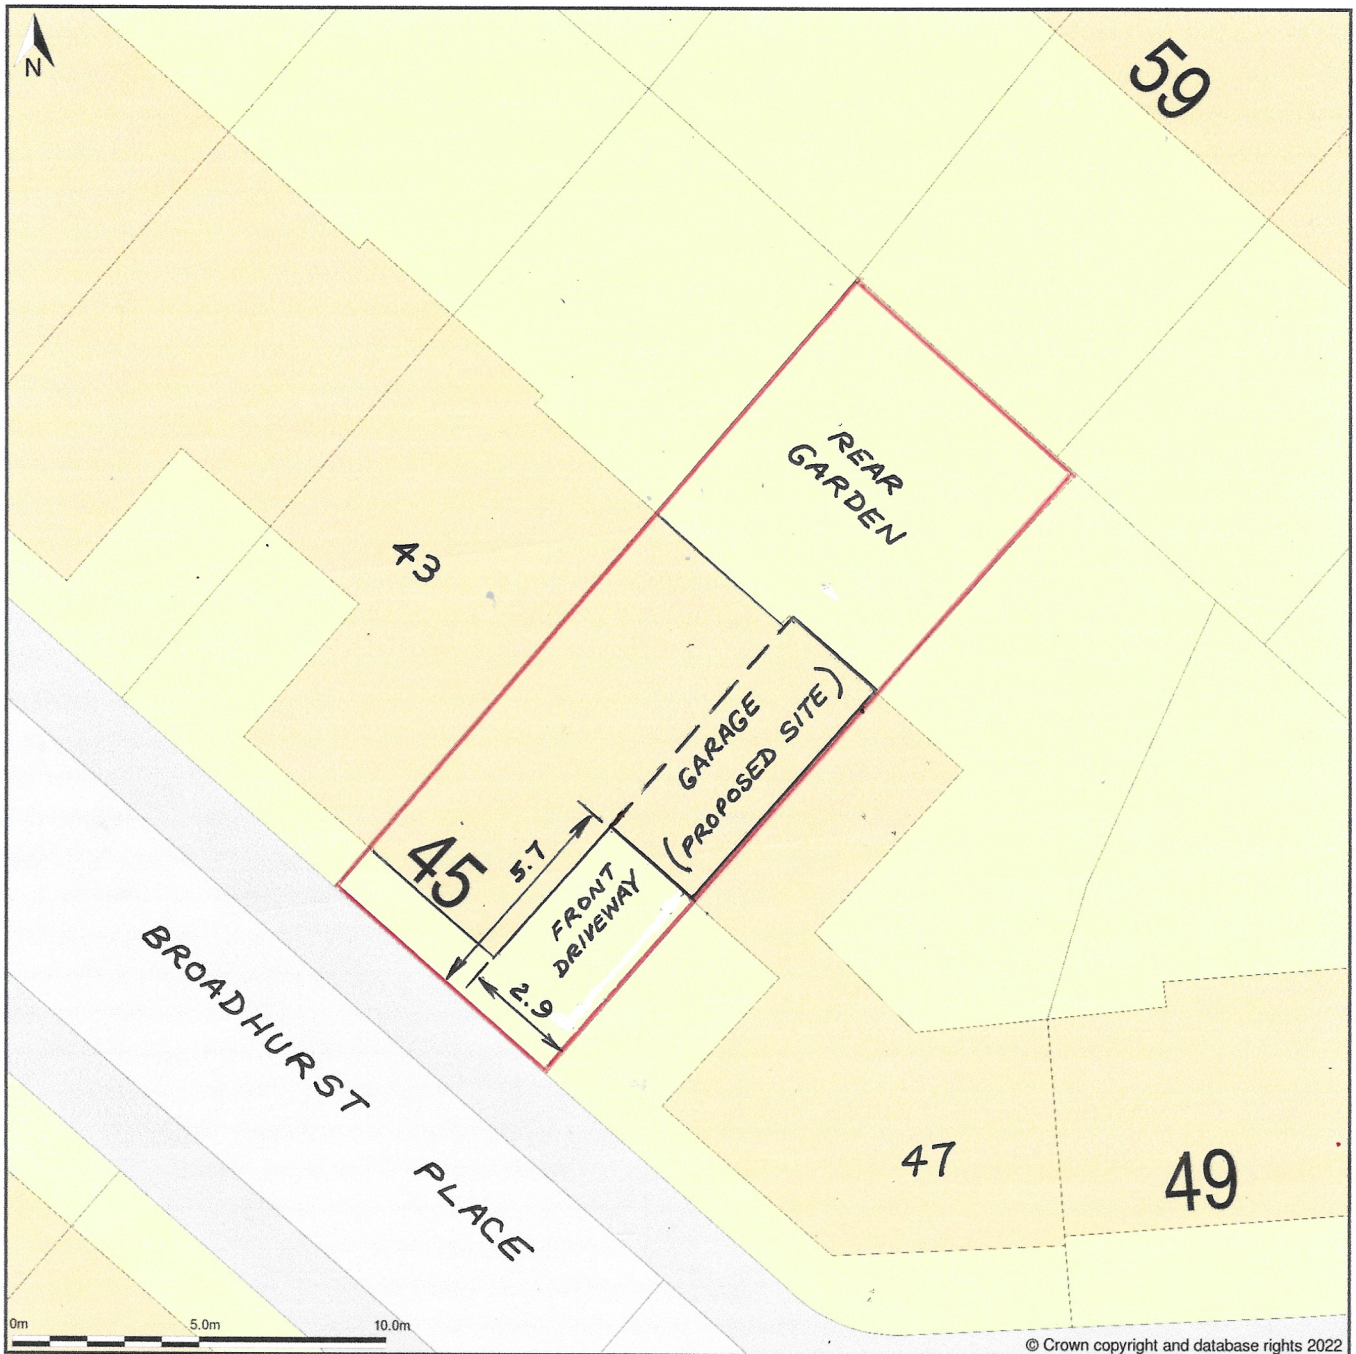 N
59
REAR
GARDEN
43
GARAGE
(PROPOSED SITE)
45
5.7
FRONT
DRIVEWAY
2.9
BROADHURST
PLACE
47
49
0m 5.0m 10.0m
© Crown copyright and database rights 2022